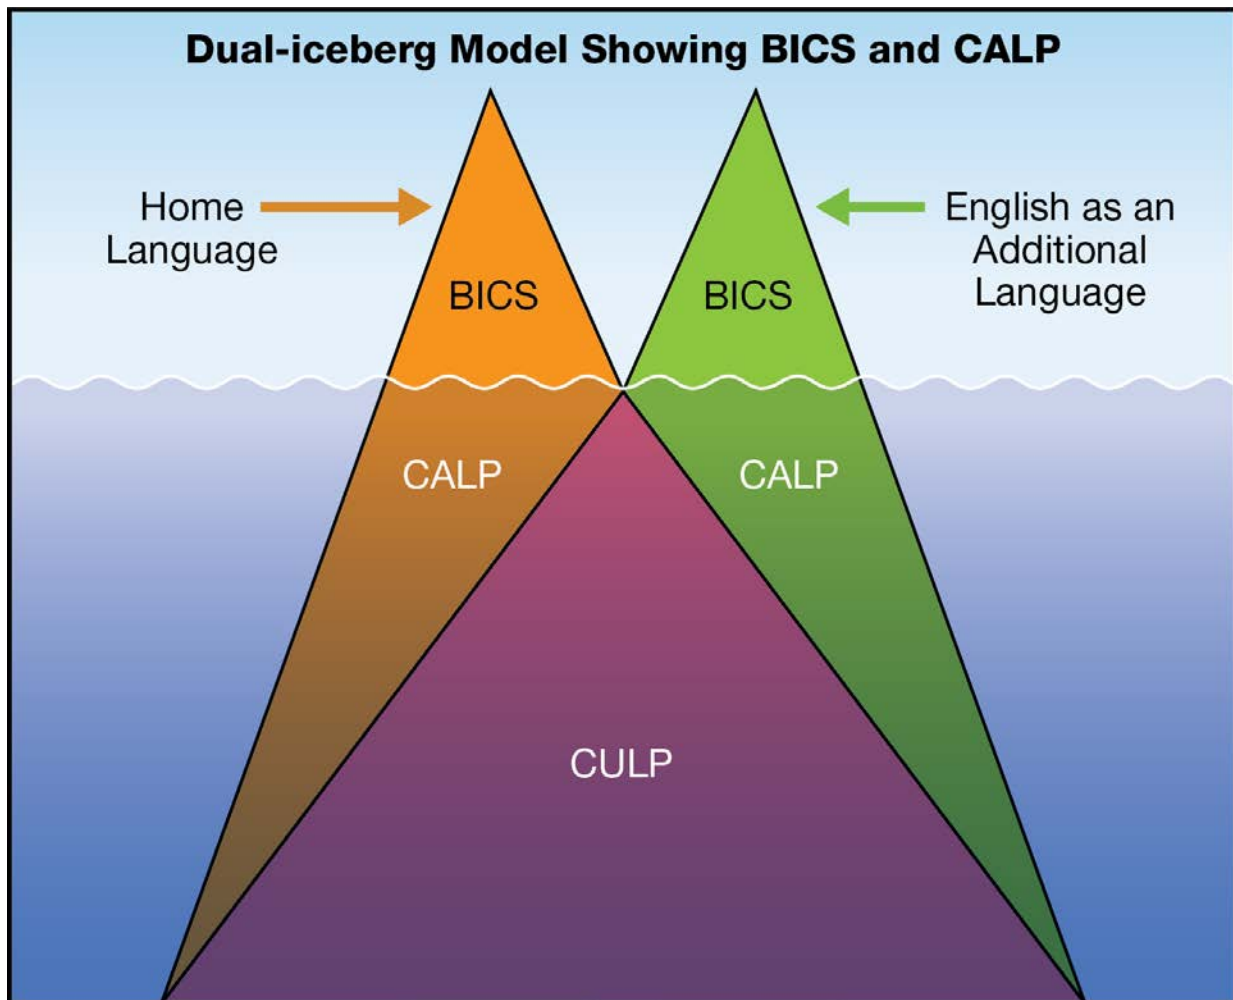 Dual-iceberg Model Showing BICS and CALP
Home
Language
English as an
Additional
Language
BICS
BICS
CALP
CALP
CULP